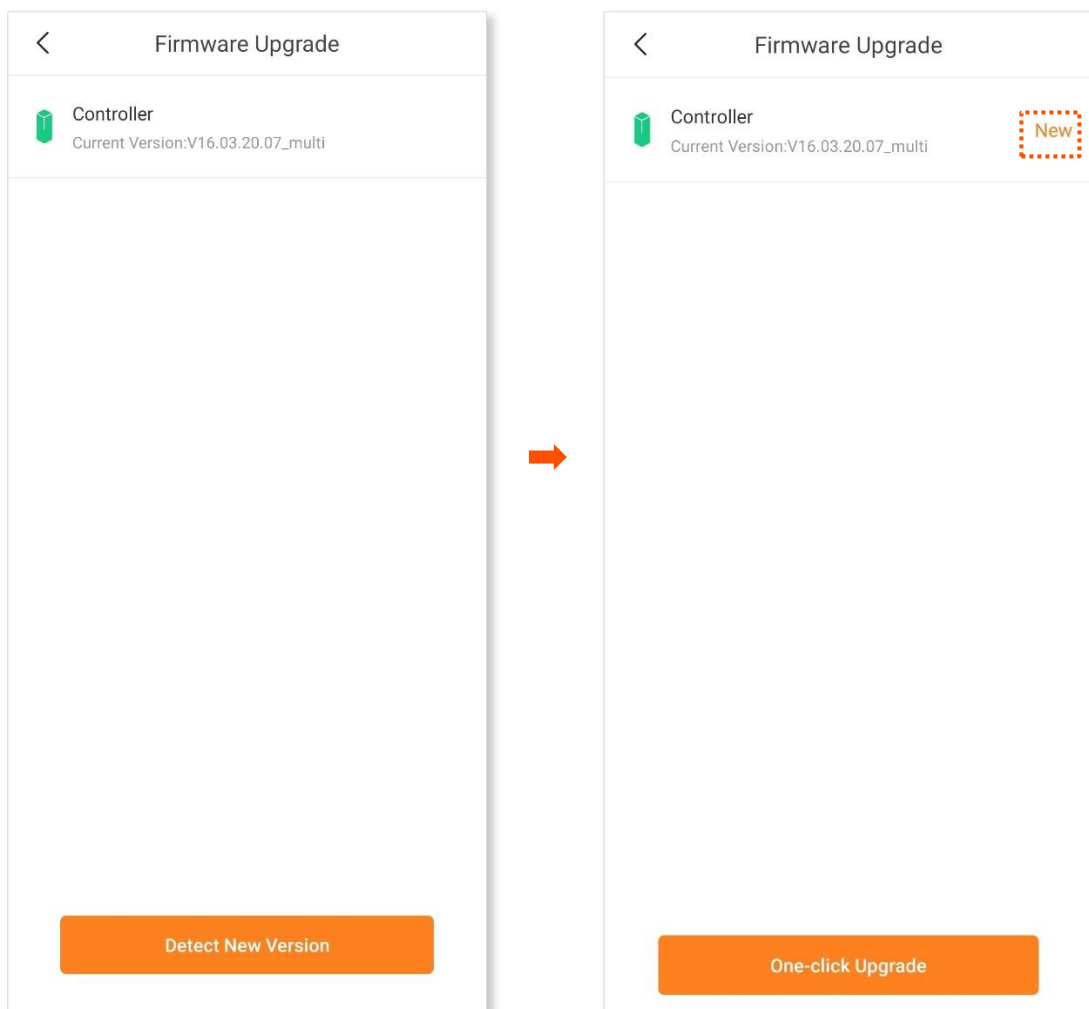 Firmware Upgrade
Controller
Current Version:V16.03.20.07_multi
Detect New Version
Firmware Upgrade
Controller
Current Version:V16.03.20.07_multi
New
One-click Upgrade